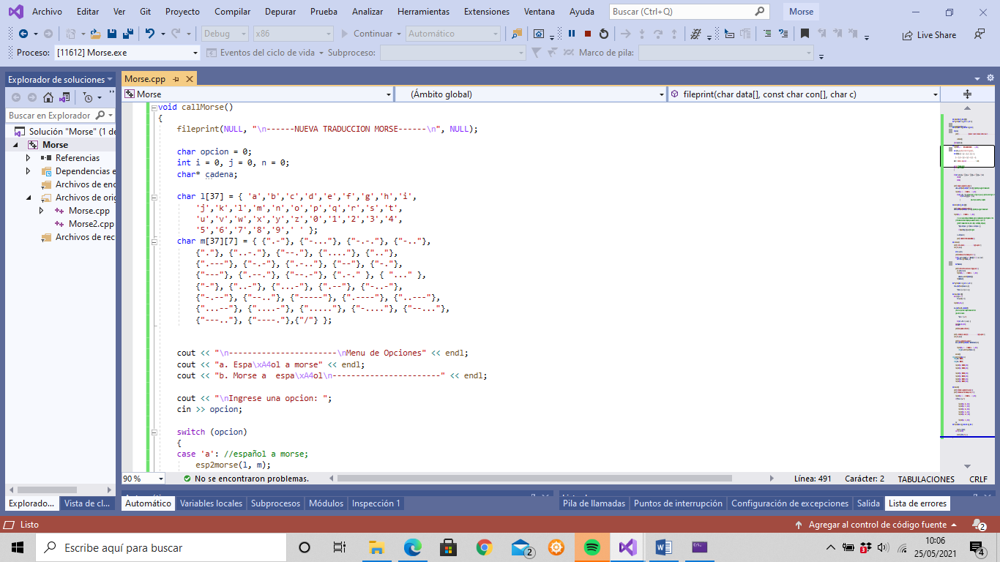 Archivo Editar Ver Git Proyecto Compilar Depurar Prueba Analizar Herramientas Extensiones Ventana Ayuda Buscar (Ctrl+Q) Morse
Debug x86 Continuar Automático Live Share
Proceso: [11612] Morse.exe Eventos del ciclo de vida Subproceso: Marco de pila:
Explorador de soluciones
Buscar en Explorador
Solución "Morse" (1 de
Morse
Referencias
Dependencias e
Archivos de enc
Archivos de orig
Morse.cpp
Morse2.cpp
Archivos de rec
Explorado... Vista de cl...
Morse.cpp
Morse (Ámbito global) fileprint(char data[], const char con[], char c)
void callMorse()
{
fileprint(NULL, "\n------NUEVA TRADUCCION MORSE------\n", NULL);
char opcion = 0;
int i = 0, j = 0, n = 0;
char* cadena;
char l[37] = { 'a','b','c','d','e','f','g','h','i',
'j','k','l','m','n','o','p','q','r','s','t',
'u','v','w','x','y','z','0','1','2','3','4',
'5','6','7','8','9',' ' };
char m[37][7] = { {".-"}, {"-..."}, {"-.-."}, {"-.."},
{"."}, {"..-."}, {"--."}, {"...."}, {".."},
{".---"}, {"-.-"}, {".-.."}, {"--"}, {"-."},
{"---"}, {".--."}, {"--.-"}, {".-." }, { "..." },
{"-"}, {"..-"}, {"...-"}, {".--"}, {"-..-"},
{"-.--"}, {"--.."}, {"-----"}, {".----"}, {"..---"},
{"...--"}, {"....-"}, {"....."}, {"-...."}, {"--..."},
{"---.."}, {"----."},{"/"} };
cout << "\n-----------------------\nMenu de Opciones" << endl;
cout << "a. Espa\xA4ol a morse" << endl;
cout << "b. Morse a  espa\xA4ol\n-----------------------" << endl;
cout << "\nIngrese una opcion: ";
cin >> opcion;
switch (opcion)
{
case 'a': //español a morse;
esp2morse(l, m);
90 % No se encontraron problemas. Línea: 491 Carácter: 2 TABULACIONES CRLF
Automático Variables locales Subprocesos Módulos Inspección 1 Pila de llamadas Puntos de interrupción Configuración de excepciones Salida Lista de errores
Listo Agregar al control de código fuente 2
Escribe aquí para buscar 2 3 10:06
25/05/2021 4